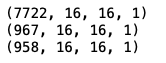 (7722, 16, 16, 1)
(967, 16, 16, 1)
(958, 16, 16, 1)